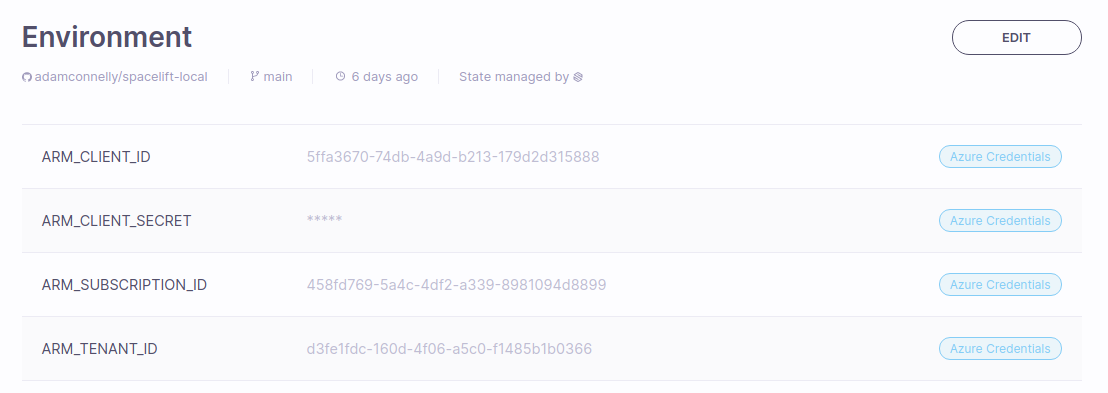 Environment
EDIT
adamconnelly/spacelift-local main 6 days ago State managed by
ARM_CLIENT_ID 5ffa3670-74db-4a9d-b213-179d2d315888 Azure Credentials
ARM_CLIENT_SECRET ***** Azure Credentials
ARM_SUBSCRIPTION_ID 458fd769-5a4c-4df2-a339-8981094d8899 Azure Credentials
ARM_TENANT_ID d3fe1fdc-160d-4f06-a5c0-f1485b1b0366 Azure Credentials